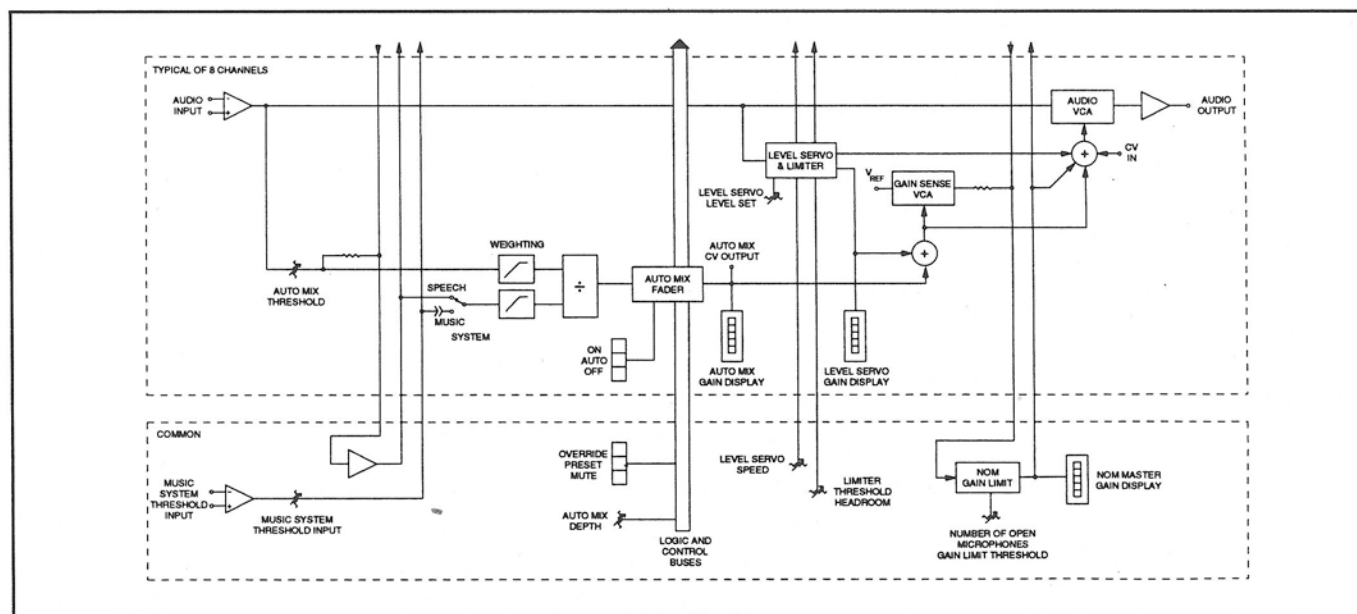 TYPICAL OF 8 CHANNELS
AUDIO
INPUT
-
+
AUDIO
VCA
AUDIO
OUTPUT
LEVEL SERVO
& LIMITER
+
CV
IN
VREF
GAIN SENSE
VCA
LEVEL SERVO
LEVEL SET
WEIGHTING
AUTO MIX
CV OUTPUT
+
AUTO MIX
THRESHOLD
SPEECH
MUSIC
SYSTEM
÷
AUTO MIX
FADER
ON
AUTO
OFF
AUTO MIX
GAIN DISPLAY
LEVEL SERVO
GAIN DISPLAY
COMMON
MUSIC
SYSTEM
THRESHOLD
INPUT
-
+
MUSIC SYSTEM
THRESHOLD INPUT
OVERRIDE
PRESET
MUTE
AUTO MIX
DEPTH
LOGIC AND
CONTROL
BUSES
LEVEL SERVO
SPEED
LIMITER
THRESHOLD
HEADROOM
NOM
GAIN LIMIT
NOM MASTER
GAIN DISPLAY
NUMBER OF OPEN
MICROPHONES
GAIN LIMIT THRESHOLD